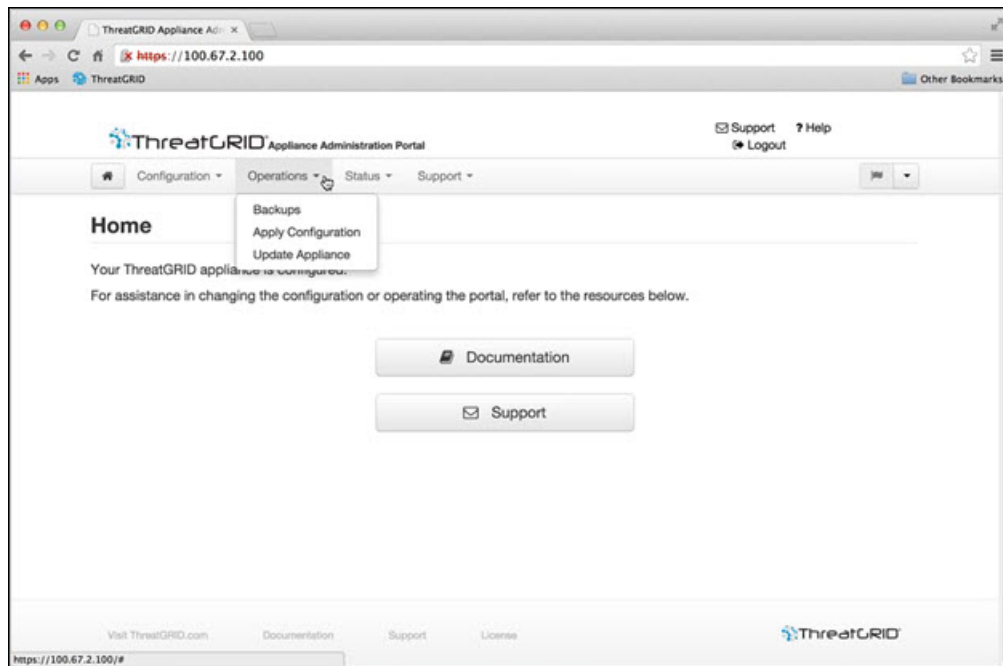 ThreatGRID Appliance Adm
https://100.67.2.100
Apps ThreatGRID Other Bookmarks
ThreatGRID Appliance Administration Portal
Support ? Help
Logout
Configuration Operations Status Support
Backups
Apply Configuration
Update Appliance
Home
Your ThreatGRID appliance is configured.
For assistance in changing the configuration or operating the portal, refer to the resources below.
Documentation
Support
Visit ThreatGRID.com Documentation Support License ThreatGRID
https://100.67.2.100/#